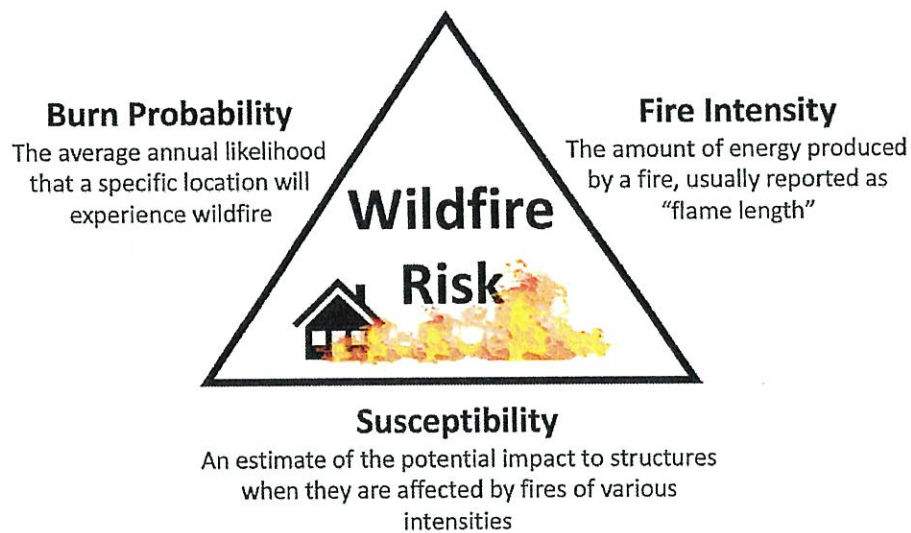 Burn Probability
The average annual likelihood
that a specific location will
experience wildfire
Fire Intensity
The amount of energy produced
by a fire, usually reported as
“flame length”
Wildfire
Risk
Susceptibility
An estimate of the potential impact to structures
when they are affected by fires of various
intensities